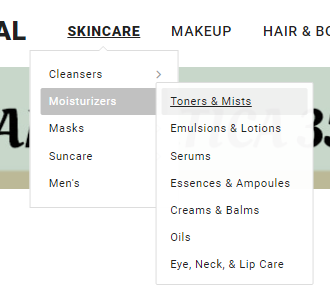 AL SKINCARE MAKEUP HAIR & BO
Cleansers
Moisturizers
Masks
Suncare
Men's
Toners & Mists
Emulsions & Lotions
Serums
Essences & Ampoules
Creams & Balms
Oils
Eye, Neck, & Lip Care